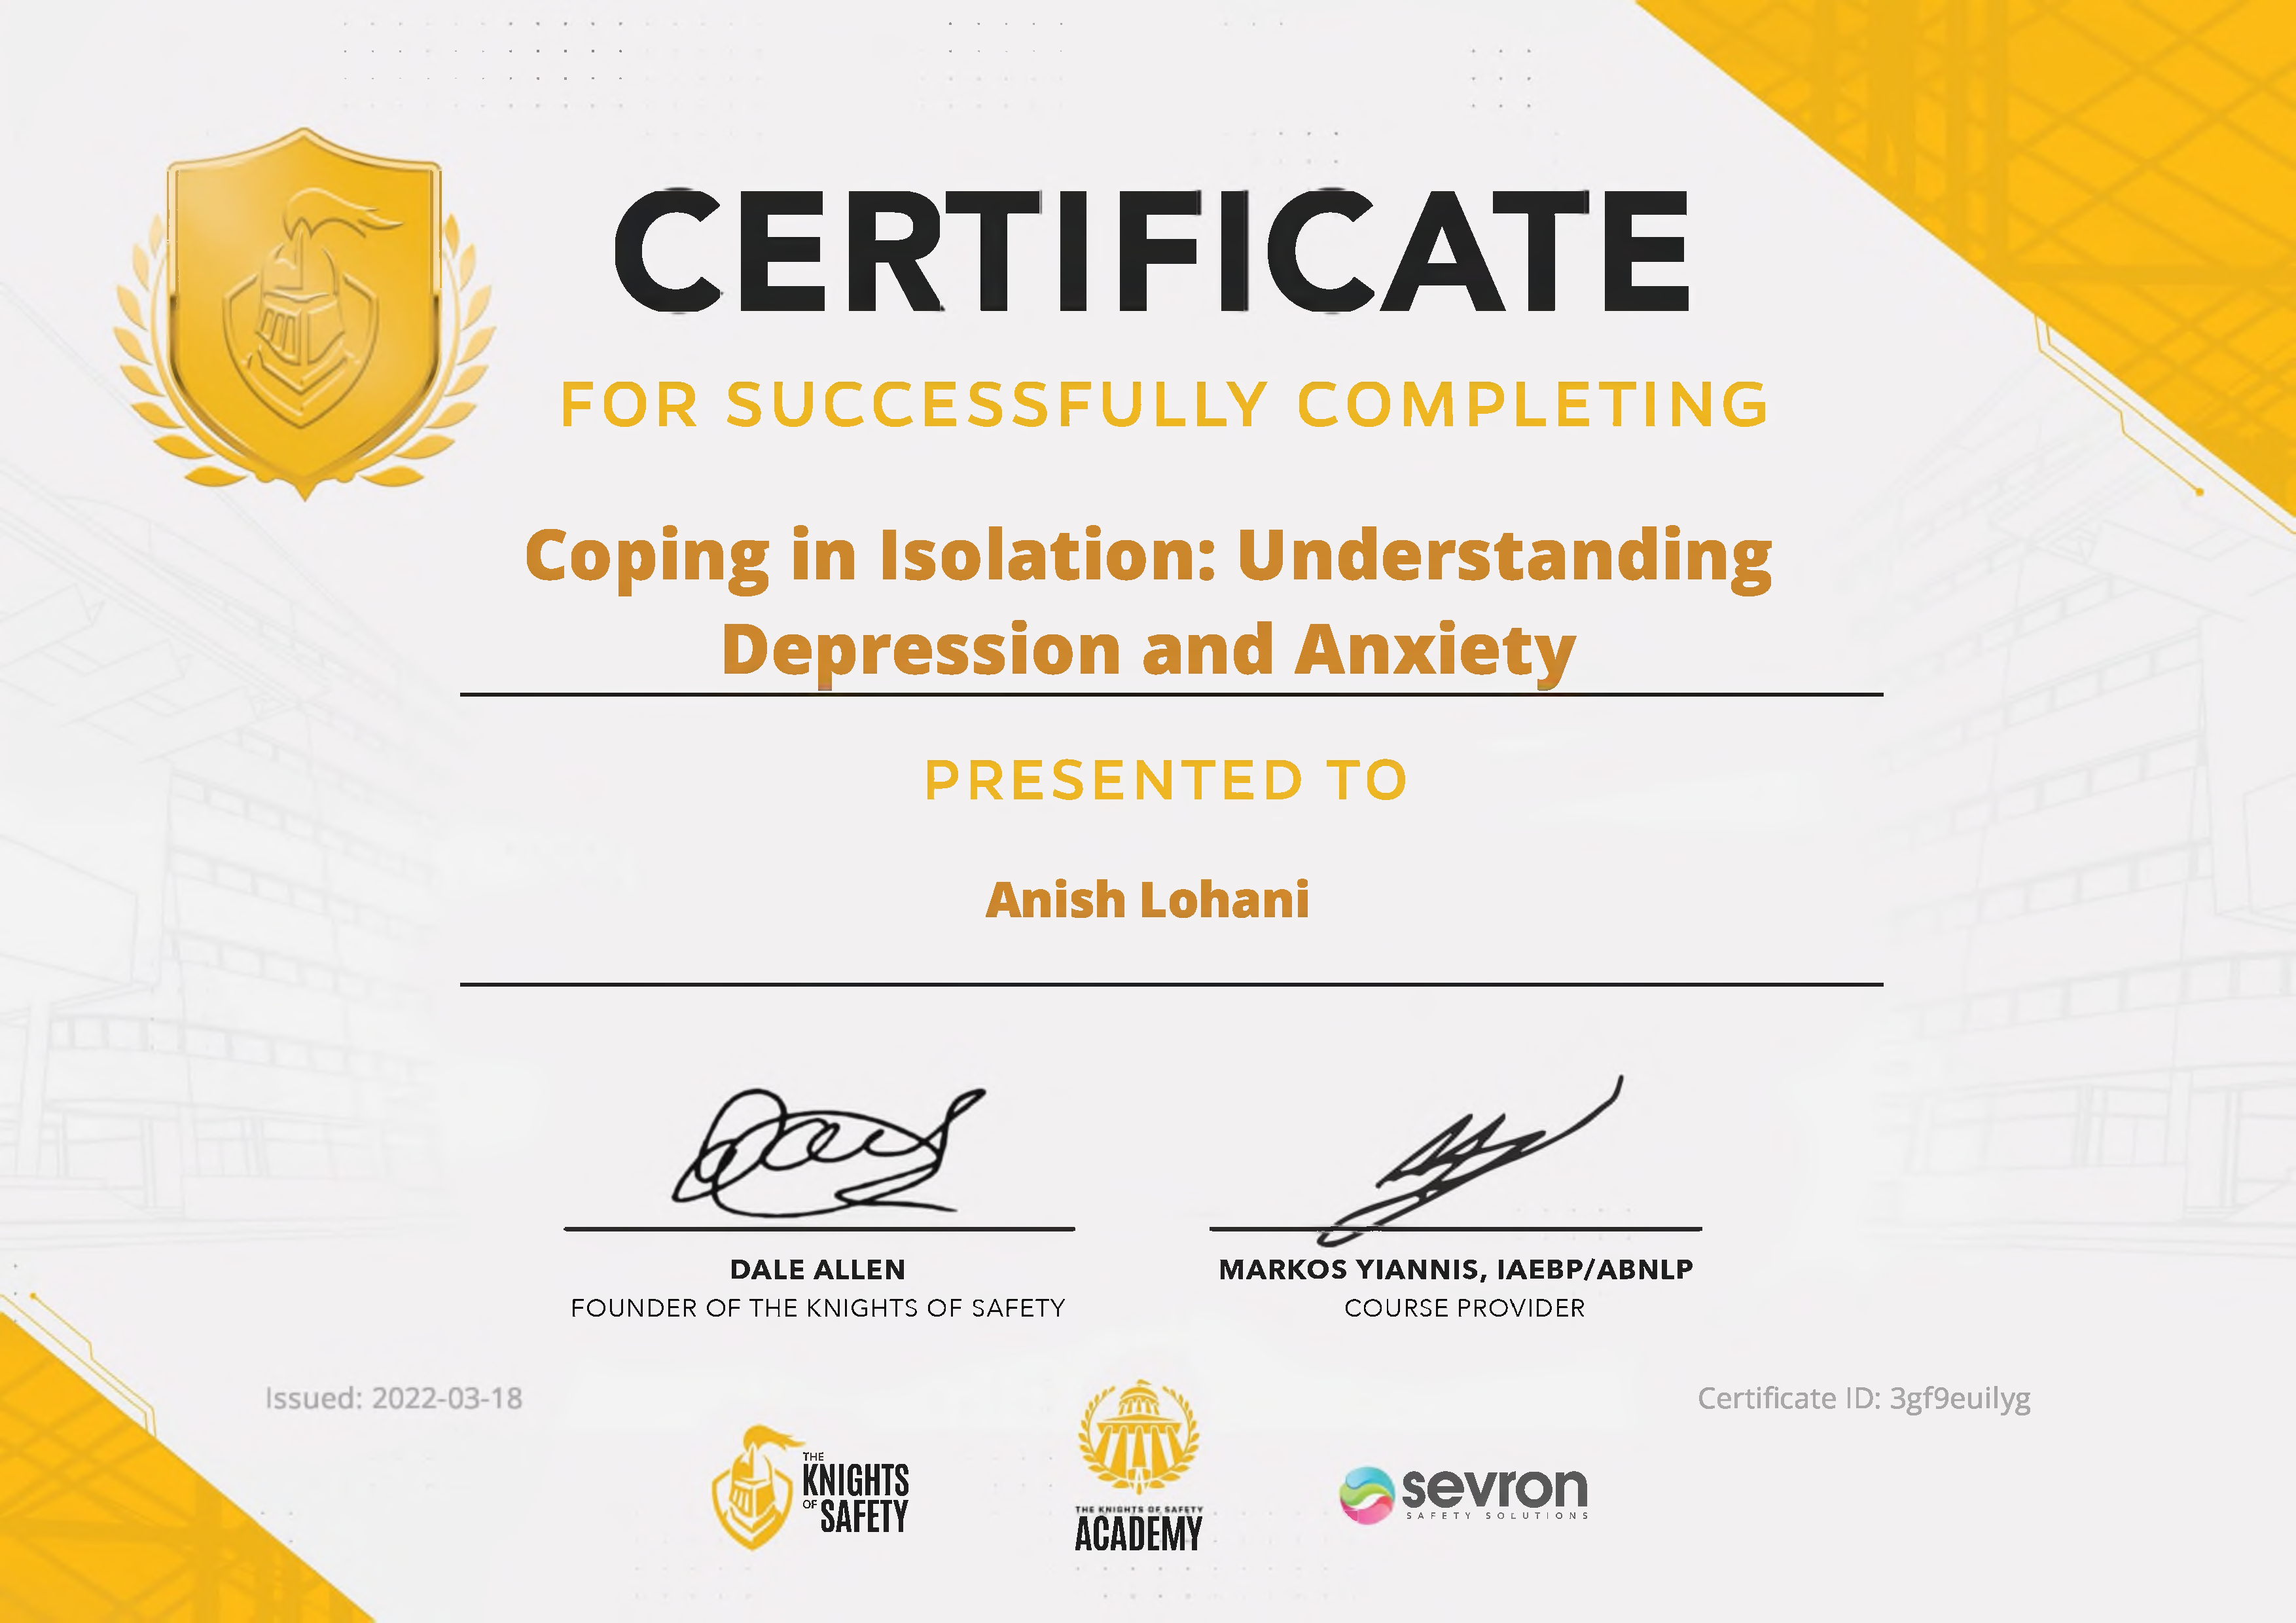 CERTIFICATE
FOR SUCCESSFULLY COMPLETING
Coping in Isolation: Understanding
Depression and Anxiety
PRESENTED TO
Anish Lohani
DALE ALLEN
FOUNDER OF THE KNIGHTS OF SAFETY
MARKOS YIANNIS, IAEBP/ABNLP
COURSE PROVIDER
Issued: 2022-03-18
Certificate ID: 3gf9euilyg
THE
KNIGHTS
OF SAFETY
THE KNIGHTS OF SAFETY
ACADEMY
sevron
SAFETY SOLUTIONS